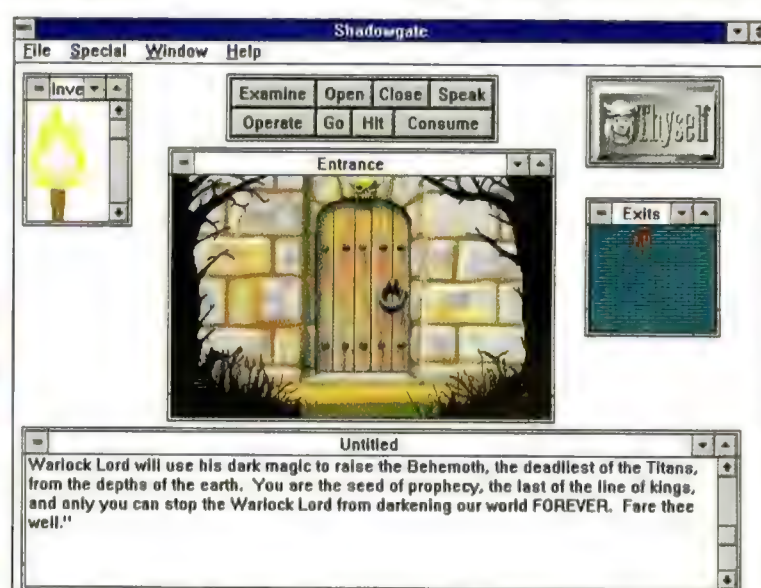 Shadowgate
File Special Window Help
Inve
Examine Open Close Speak
Operate Go Hit Consume
Thyself
Entrance
Exits
Untitled
Warlock Lord will use his dark magic to raise the Behemoth, the deadliest of the Titans,
from the depths of the earth. You are the seed of prophecy, the last of the line of kings,
and only you can stop the Warlock Lord from darkening our world FOREVER. Fare thee
well."